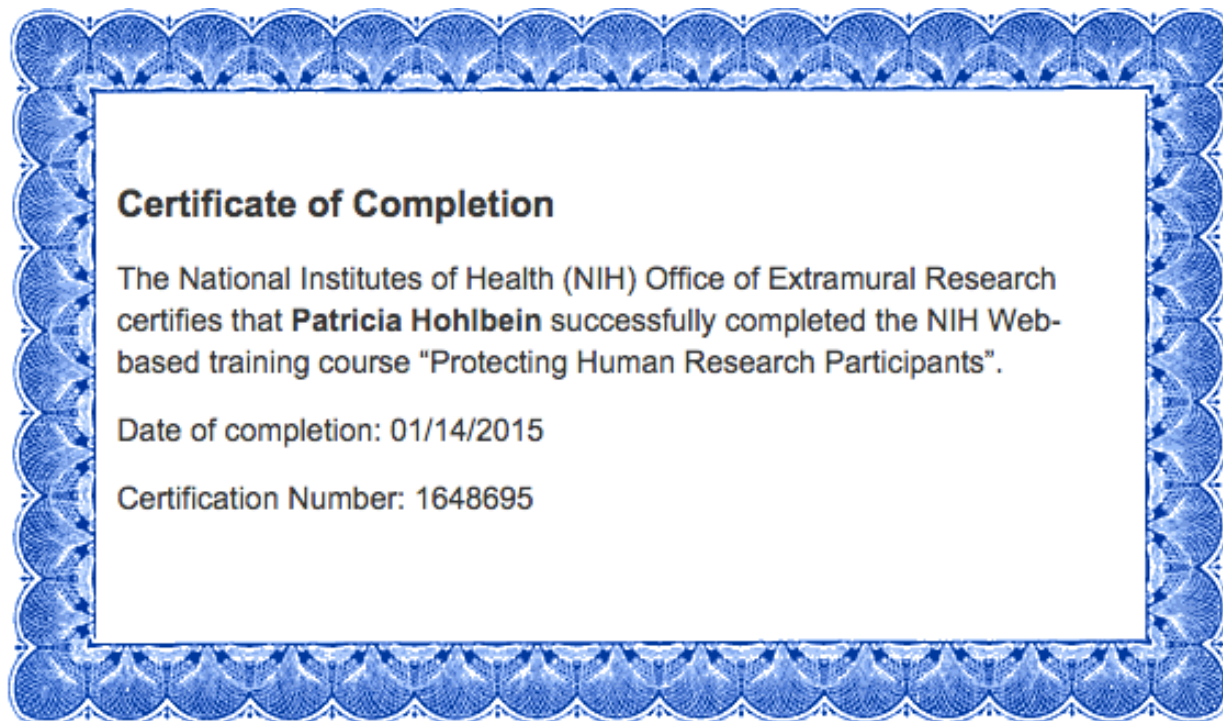 Certificate of Completion
The National Institutes of Health (NIH) Office of Extramural Research
certifies that Patricia Hohlbein successfully completed the NIH Web-
based training course “Protecting Human Research Participants”.
Date of completion: 01/14/2015
Certification Number: 1648695